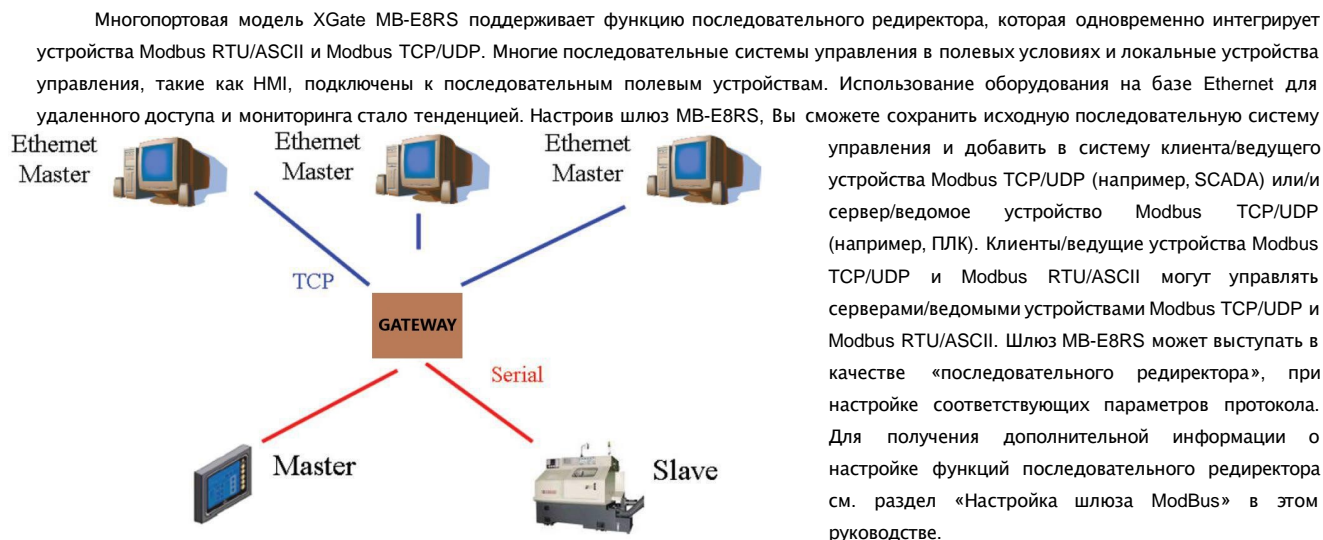 Многопортовая модель XGate MB-E8RS поддерживает функцию последовательного редиректора, которая одновременно интегрирует
устройства Modbus RTU/ASCII и Modbus TCP/UDP. Многие последовательные системы управления в полевых условиях и локальные устройства
управления, такие как HMI, подключены к последовательным полевым устройствам. Использование оборудования на базе Ethernet для
удаленного доступа и мониторинга стало тенденцией. Настроив шлюз MB-E8RS, Вы сможете сохранить исходную последовательную систему
управления и добавить в систему клиента/ведущего
устройства Modbus TCP/UDP (например, SCADA) или/и
сервер/ведомое устройство Modbus TCP/UDP
(например, ПЛК). Клиенты/ведущие устройства Modbus
TCP/UDP и Modbus RTU/ASCII могут управлять
серверами/ведомыми устройствами Modbus TCP/UDP и
Modbus RTU/ASCII. Шлюз MB-E8RS может выступать в
качестве «последовательного редиректора», при
настройке соответствующих параметров протокола.
Для получения дополнительной информации о
настройке функций последовательного редиректора
см. раздел «Настройка шлюза ModBus» в этом
руководстве.
Ethernet
Master
Ethernet
Master
Ethernet
Master
TCP
GATEWAY
Serial
Master
Slave